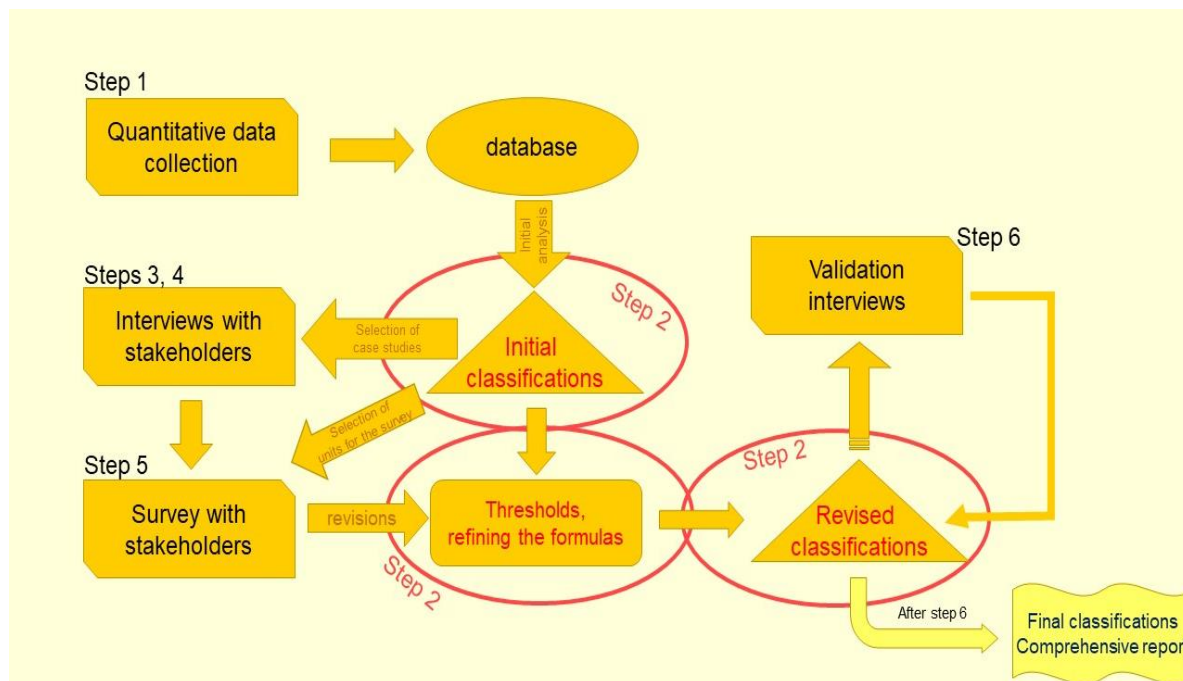 Step 1
Quantitative data
collection
database
Initial
analysis
Step 6
Validation
interviews
Steps 3, 4
Interviews with
stakeholders
Selection of
case studies
Step 2
Initial
classifications
Selection of
units for the survey
Step 5
Survey with
stakeholders
revisions
Thresholds,
refining the formulas
Step 2
Step 2
Revised
classifications
After step 6
Final classifications
Comprehensive repor